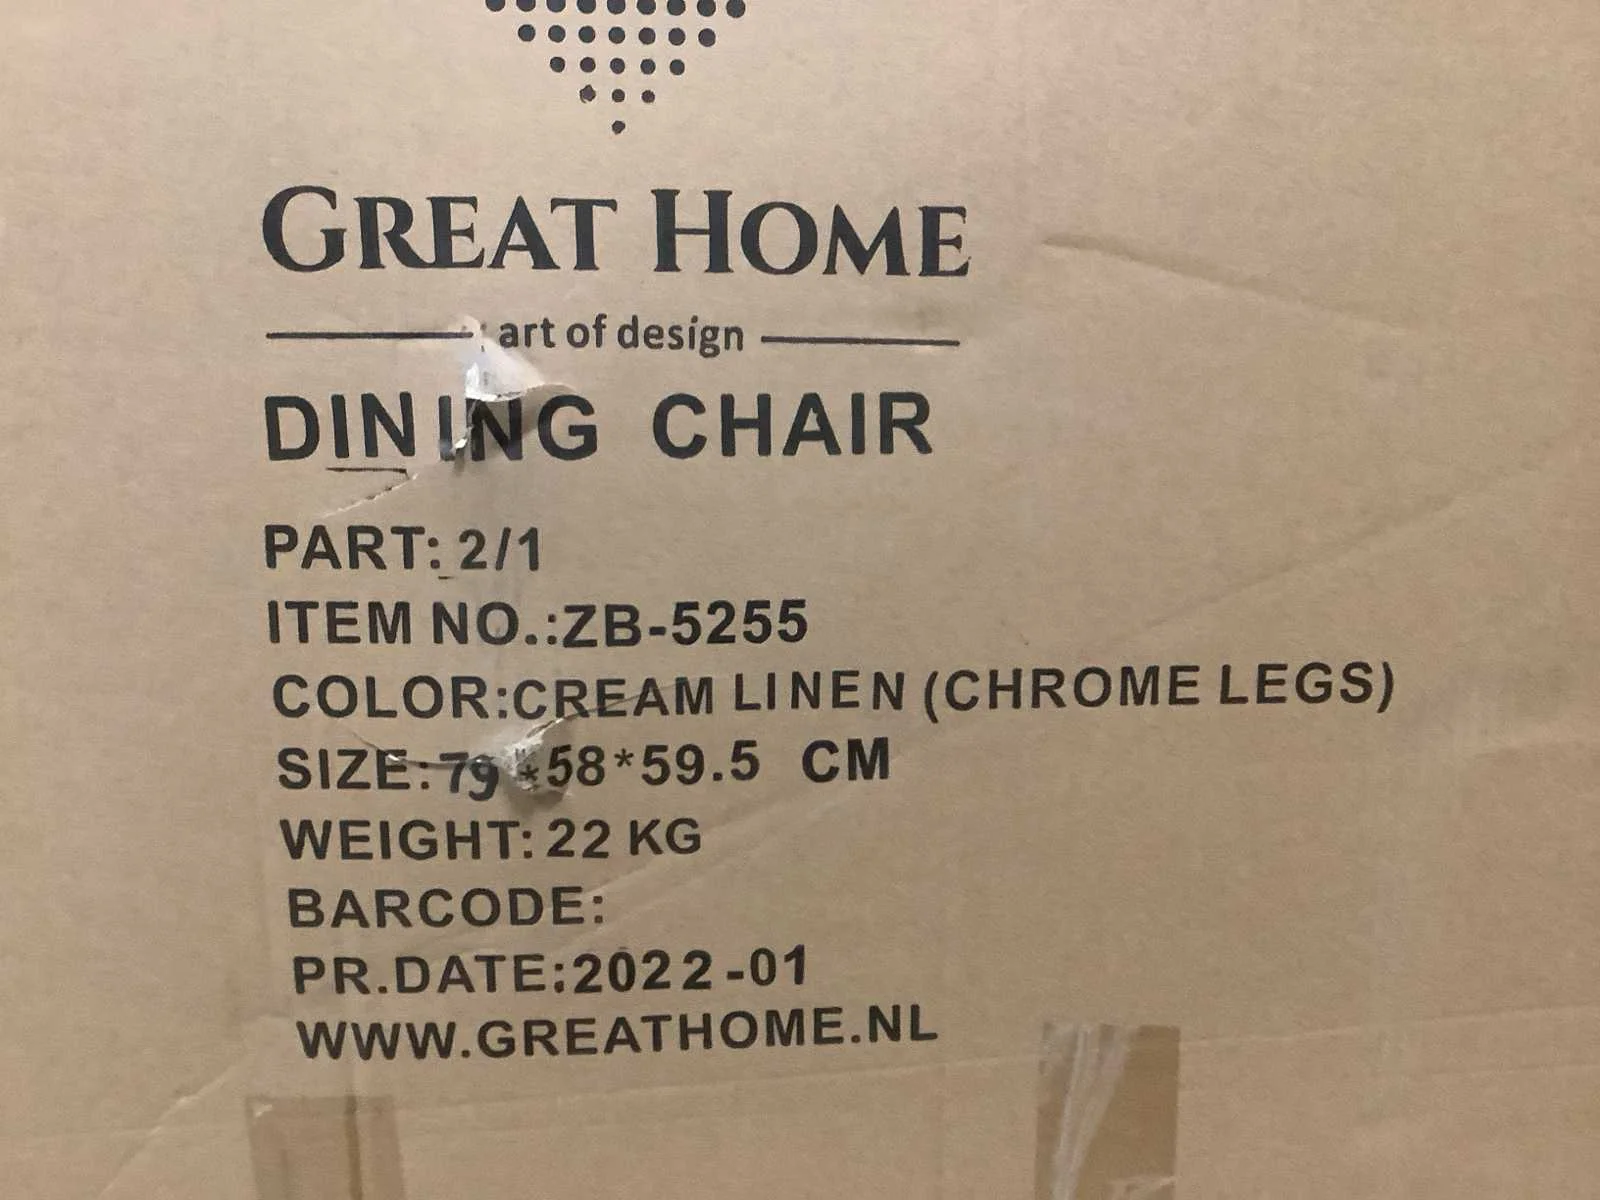 GREAT HOME
art of design
DINING CHAIR
PART: 2/1
ITEM NO.:ZB-5255
COLOR:CREAM LINEN (CHROME LEGS)
SIZE:79*58*59.5 CM
WEIGHT: 22 KG
BARCODE:
PR.DATE:2022-01
WWW.GREATHOME.NL